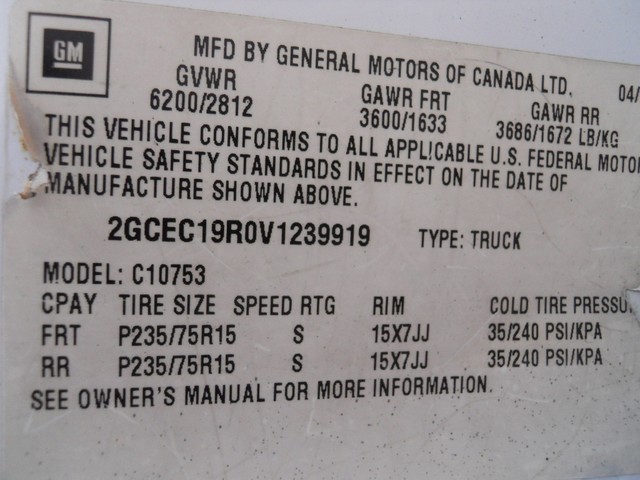 GM
MFD BY GENERAL MOTORS OF CANADA LTD. 04/
GVWR GAWR FRT GAWR RR
6200/2812 3600/1633 3686/1672 LB/KG
THIS VEHICLE CONFORMS TO ALL APPLICABLE U.S. FEDERAL MOTO
VEHICLE SAFETY STANDARDS IN EFFECT ON THE DATE OF
MANUFACTURE SHOWN ABOVE.
2GCEC19R0V1239919 TYPE: TRUCK
MODEL: C10753
CPAY TIRE SIZE SPEED RTG RIM COLD TIRE PRESSU
FRT P235/75R15 S 15X7JJ 35/240 PSI/KPA
RR P235/75R15 S 15X7JJ 35/240 PSI/KPA
SEE OWNER'S MANUAL FOR MORE INFORMATION.